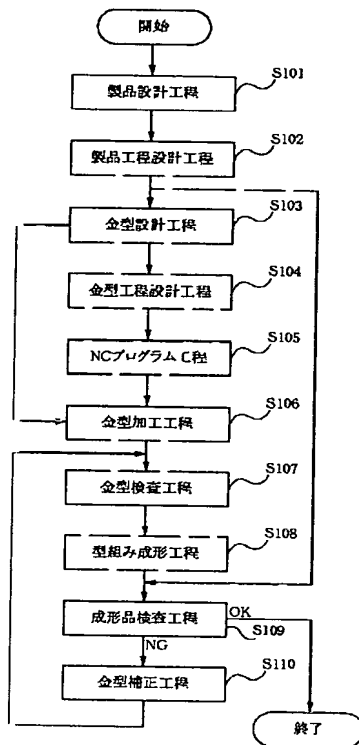 開始
製品設計工程
S101
製品工程設計工程
S102
金型設計工程
S103
金型工程設計工程
S104
NCプログラム工程
S105
金型加工工程
S106
金型検査工程
S107
型組み成形工程
S108
成形品検査工程
OK
S109
NG
金型補正工程
S110
終了